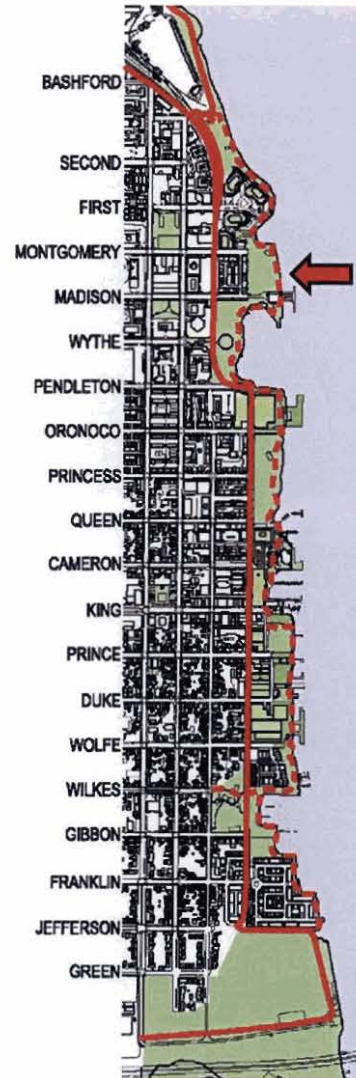 BASHFORD
SECOND
FIRST
MONTGOMERY
MADISON
WYTHE
PENDLETON
ORONOCO
PRINCESS
QUEEN
CAMERON
KING
PRINCE
DUKE
WOLFE
WILKES
GIBBON
FRANKLIN
JEFFERSON
GREEN